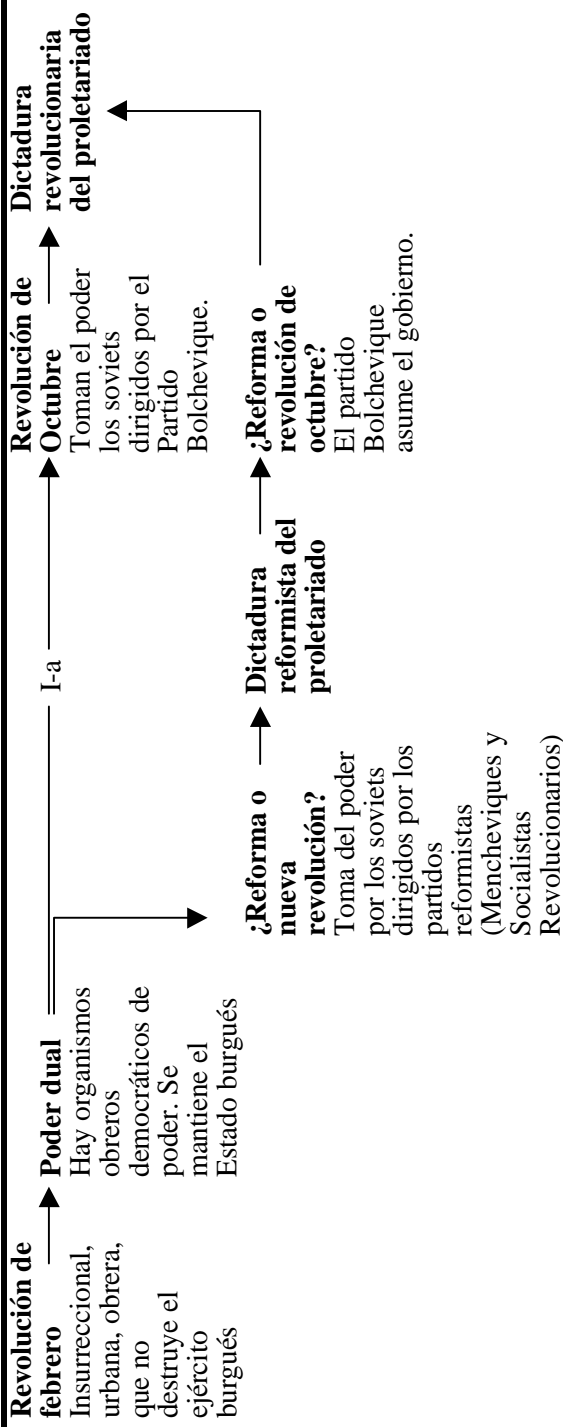 Revolución de
febrero
Insurreccional,
urbana, obrera,
que no
destruye el
ejército
burgués
Poder dual
Hay organismos
obreros
democráticos de
poder. Se
mantiene el
Estado burgués
I-a
Revolución de
Octubre
Toman el poder
los soviets
dirigidos por el
Partido
Bolchevique.
Dictadura
revolucionaria
del proletariado
¿Reforma o
nueva
revolución?
Toma del poder
por los soviets
dirigidos por los
partidos
reformistas
(Mencheviques y
Socialistas
Revolucionarios)
Dictadura
reformista del
proletariado
¿Reforma o
revolución de
octubre?
El partido
Bolchevique
asume el gobierno.